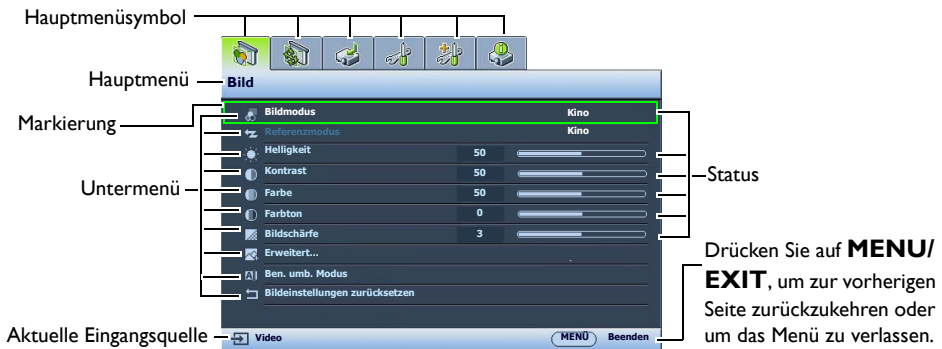 Hauptmenüsymbol
Hauptmenü
Bild
Markierung
Bildmodus Kino
Referenzmodus Kino
Helligkeit 50
Kontrast 50
Untermenü
Status
Farbe 50
Farbton 0
Bildschärfe 3
Erweitert...
Ben. umb. Modus
Bildeinstellungen zurücksetzen
Drücken Sie auf MENU/
EXIT, um zur vorherigen
Seite zurückzukehren oder
um das Menü zu verlassen.
Aktuelle Eingangsquelle
Video
MENÜ Beenden